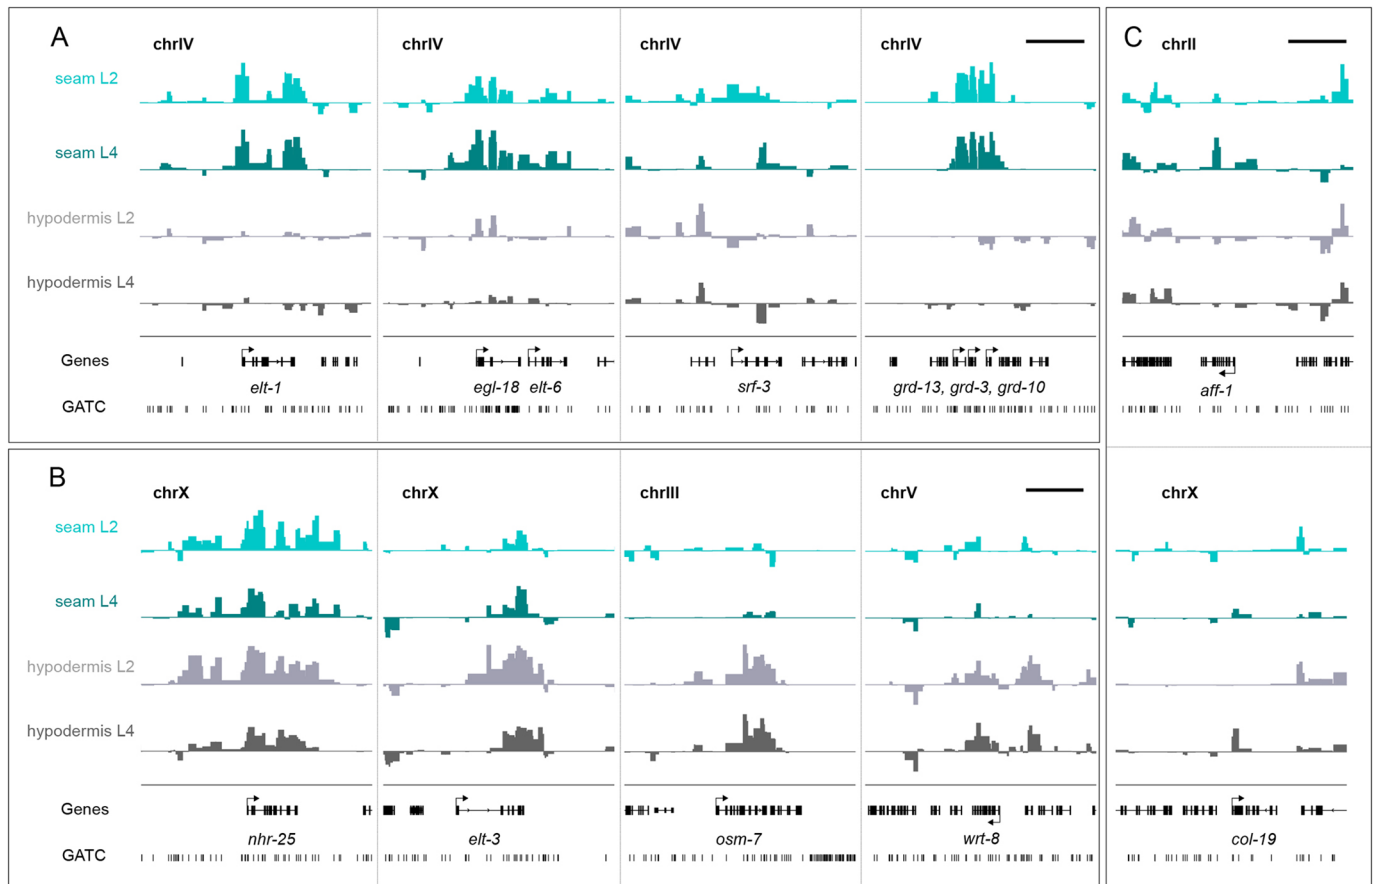 A
chrIV
chrIV
chrIV
chrIV
seam L2
seam L4
hypodermis L2
hypodermis L4
Genes
elt-1
egl-18 elt-6
srf-3
grd-13, grd-3, grd-10
GATC
B
chrX
chrX
chrIII
chrV
seam L2
seam L4
hypodermis L2
hypodermis L4
Genes
nhr-25
elt-3
osm-7
wrt-8
GATC
C
chrII
aff-1
chrX
col-19